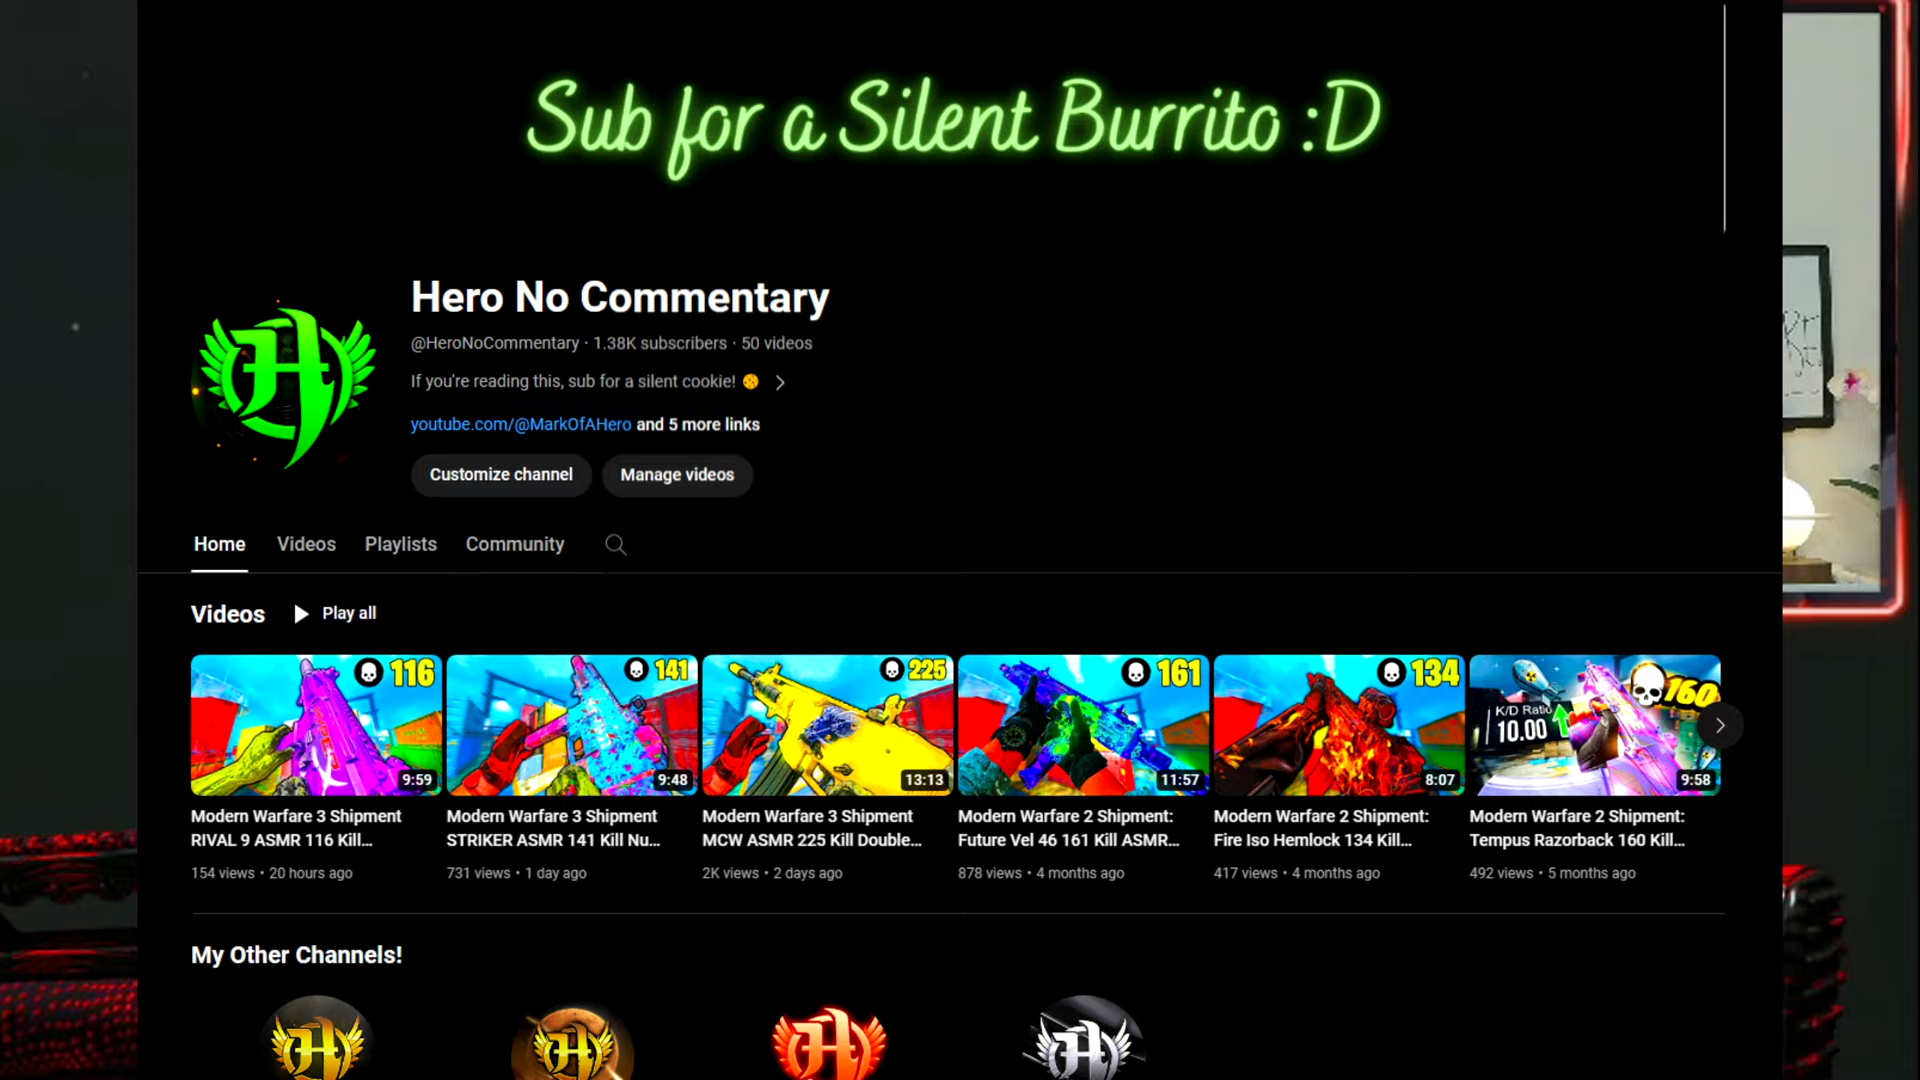 Sub for a Silent Burrito :D
Hero No Commentary
@HeroNoCommentary · 1.38K subscribers · 50 videos
If you're reading this, sub for a silent cookie! 🍪
youtube.com/@MarkOfAHero and 5 more links
Customize channel Manage videos
Home Videos Playlists Community
Videos Play all
116 141 225 161 134 160
K/D Ratio
10.00
9:59 9:48 13:13 11:57 8:07 9:58
Modern Warfare 3 Shipment
RIVAL 9 ASMR 116 Kill...
154 views • 20 hours ago
Modern Warfare 3 Shipment
STRIKER ASMR 141 Kill Nu...
731 views • 1 day ago
Modern Warfare 3 Shipment
MCW ASMR 225 Kill Double...
2K views • 2 days ago
Modern Warfare 2 Shipment:
Future Vel 46 161 Kill ASMR...
878 views • 4 months ago
Modern Warfare 2 Shipment:
Fire Iso Hemlock 134 Kill...
417 views • 4 months ago
Modern Warfare 2 Shipment:
Tempus Razorback 160 Kill...
492 views • 5 months ago
My Other Channels!